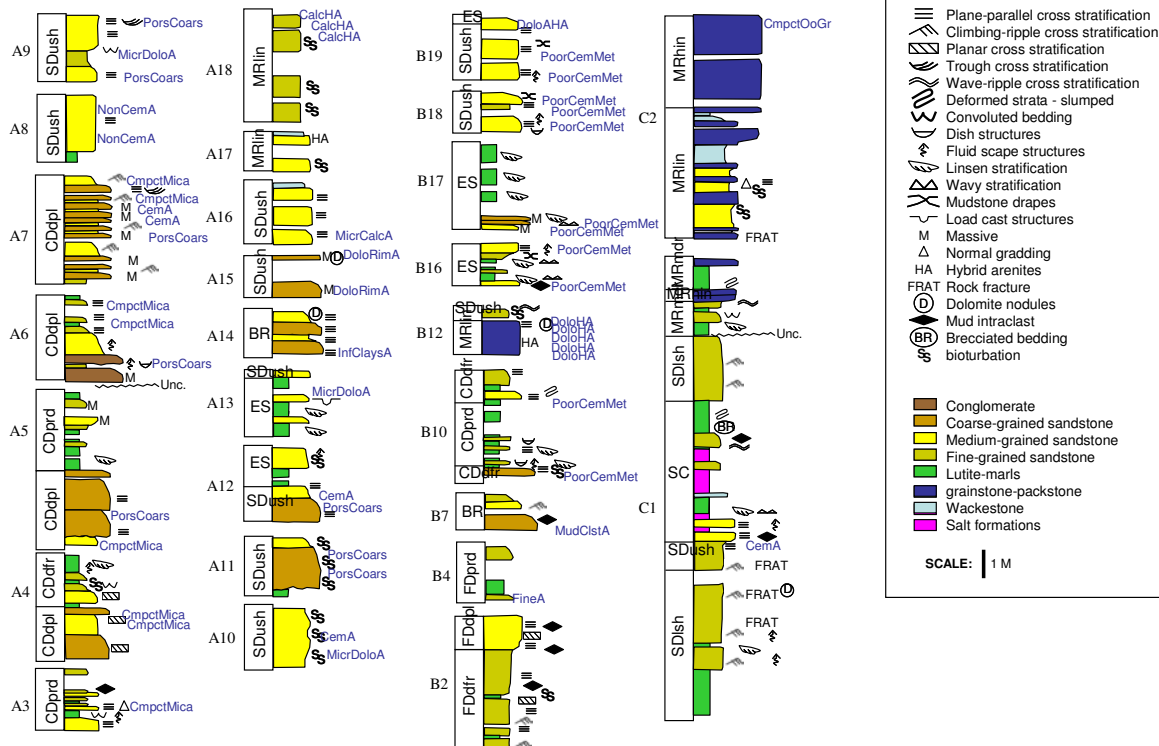 A9
SDush
PorsCoars
MicrDoloA
PorsCoars
A8
SDush
NonCemA
NonCemA
A7
CDdpl
CmpctMica
CmpctMica
M
CemA
M
CemA
M
PorsCoars
M
M
A6
CDdpl
CmpctMica
CmpctMica
PorsCoars
M
Unc.
A5
CDprd
M
M
CDdpl
PorsCoars
CmpctMica
A4
CDdfr
CDdpl
CmpctMica
CmpctMica
A3
CDprd
CmpctMica
A18
MRlin
CalcHA
CalcHA
CalcHA
A17
MRlin
HA
A16
SDush
MicrCalcA
A15
SDush
M
D
DoloRimA
M
DoloRimA
A14
BR
D
InfClaysA
A13
SDush
ES
MicrDoloA
A12
ES
SDush
CemA
PorsCoars
A11
SDush
PorsCoars
PorsCoars
A10
SDush
CemA
MicrDoloA
B19
ES
SDush
DoloAHA
PoorCemMet
PoorCemMet
B18
SDush
PoorCemMet
PoorCemMet
B17
ES
M
PoorCemMet
M
PoorCemMet
B16
ES
PoorCemMet
PoorCemMet
B12
SDush
MRlin
D
DoloHA
DoloHA
DoloHA
HA
DoloHA
DoloHA
B10
CDdfr
CDprd
CDdfr
PoorCemMet
PoorCemMet
B7
BR
MudClstA
B4
FDprd
FineA
B2
FDdpl
FDdfr
C2
MRhin
MRlin
CmpctOoGr
FRAT
C1
MRmdr
MRhin
MRm
Unc.
SDlsh
SC
BR
SDush
CemA
FRAT
SDlsh
FRAT
D
FRAT
Plane-parallel cross stratification
Climbing-ripple cross stratification
Planar cross stratification
Trough cross stratification
Wave-ripple cross stratification
Deformed strata - slumped
Convoluted bedding
Dish structures
Fluid scape structures
Linsen stratification
Wavy stratification
Mudstone drapes
Load cast structures
M Massive
Normal gradding
HA Hybrid arenites
FRAT Rock fracture
D Dolomite nodules
Mud intraclast
BR Brecciated bedding
bioturbation
Conglomerate
Coarse-grained sandstone
Medium-grained sandstone
Fine-grained sandstone
Lutite-marls
grainstone-packstone
Wackestone
Salt formations
SCALE: 1 M